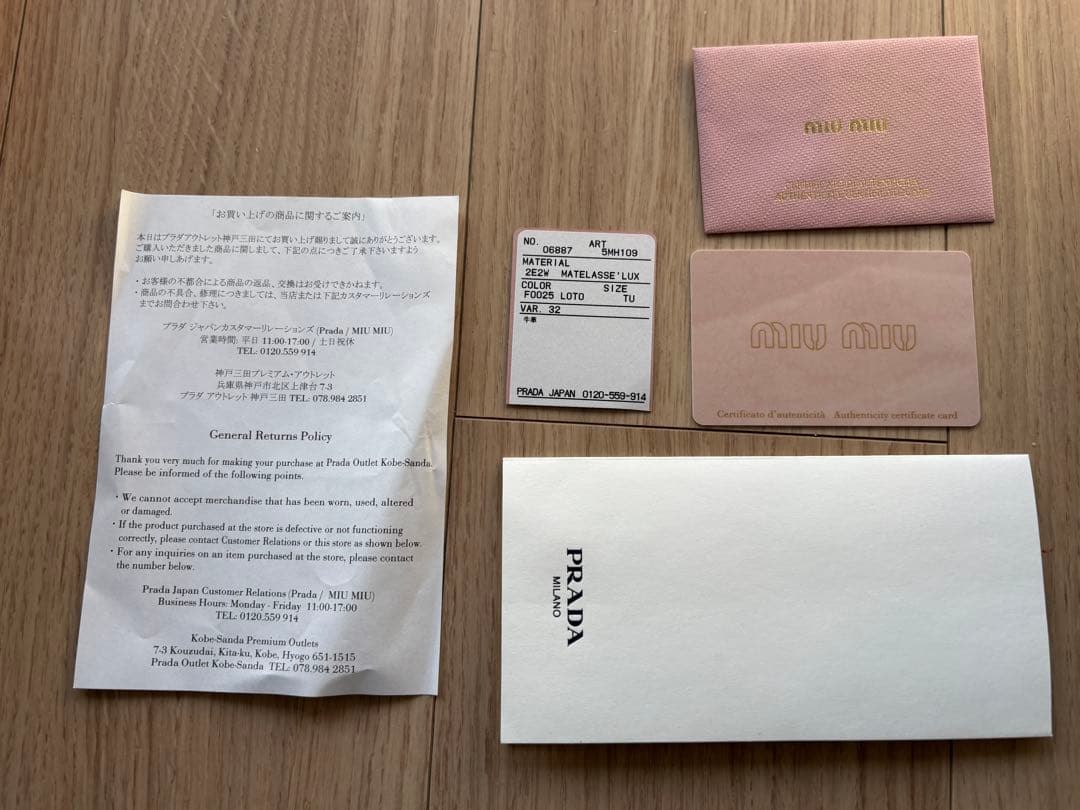 「お買い上げの商品に関するご案内」
本日はプラダアウトレット神戸三田にてお買い上げ賜りまして誠にありがとうございます。
ご購入いただきました商品に関しまして、下記の点につきご了承下さいますよう
お願い申しあげます。
・お客様の不都合による商品の返品、交換はお受けできかねます。
・商品の不具合、修理につきましては、当店または下記カスタマーリレーションズ
までお問合わせ下さい。
プラダ ジャパンカスタマーリレーションズ (Prada / MIU MIU)
営業時間: 平日 11:00-17:00 / 土日祝休
TEL: 0120.559 914
神戸三田プレミアム・アウトレット
兵庫県神戸市北区上津台 7-3
プラダ アウトレット 神戸三田 TEL: 078.984 2851
General Returns Policy
Thank you very much for making your purchase at Prada Outlet Kobe-Sanda.
Please be informed of the following points.
・We cannot accept merchandise that has been worn, used, altered
or damaged.
・If the product purchased at the store is defective or not functioning
correctly, please contact Customer Relations or this store as shown below.
・For any inquiries on an item purchased at the store, please contact
the number below.
Prada Japan Customer Relations (Prada / MIU MIU)
Business Hours: Monday - Friday 11:00-17:00
TEL: 0120.559 914
Kobe-Sanda Premium Outlets
7-3 Kouzudai, Kita-ku, Kobe, Hyogo 651-1515
Prada Outlet Kobe-Sanda TEL: 078.984 2851
NO. 06887 ART 5MH109
MATERIAL
2E2W MATELASSE'LUX
COLOR SIZE
F0025 LOTO TU
VAR. 32
牛革
PRADA JAPAN 0120-559-914
MIU MIU
MIU MIU
Certificato d'autenticità Authenticity certificate card
PRADA
MILANO